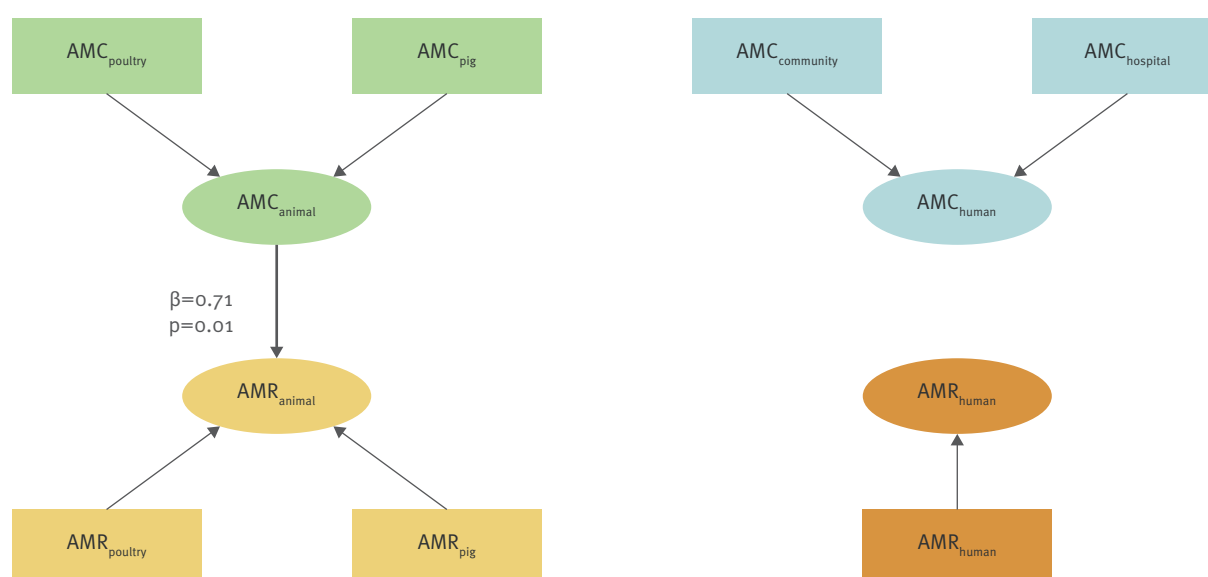 AMCpoultry
AMCpig
AMCcommunity
AMChospital
AMCanimal
AMChuman
β=0.71
p=0.01
AMRanimal
AMRhuman
AMRpoultry
AMRpig
AMRhuman